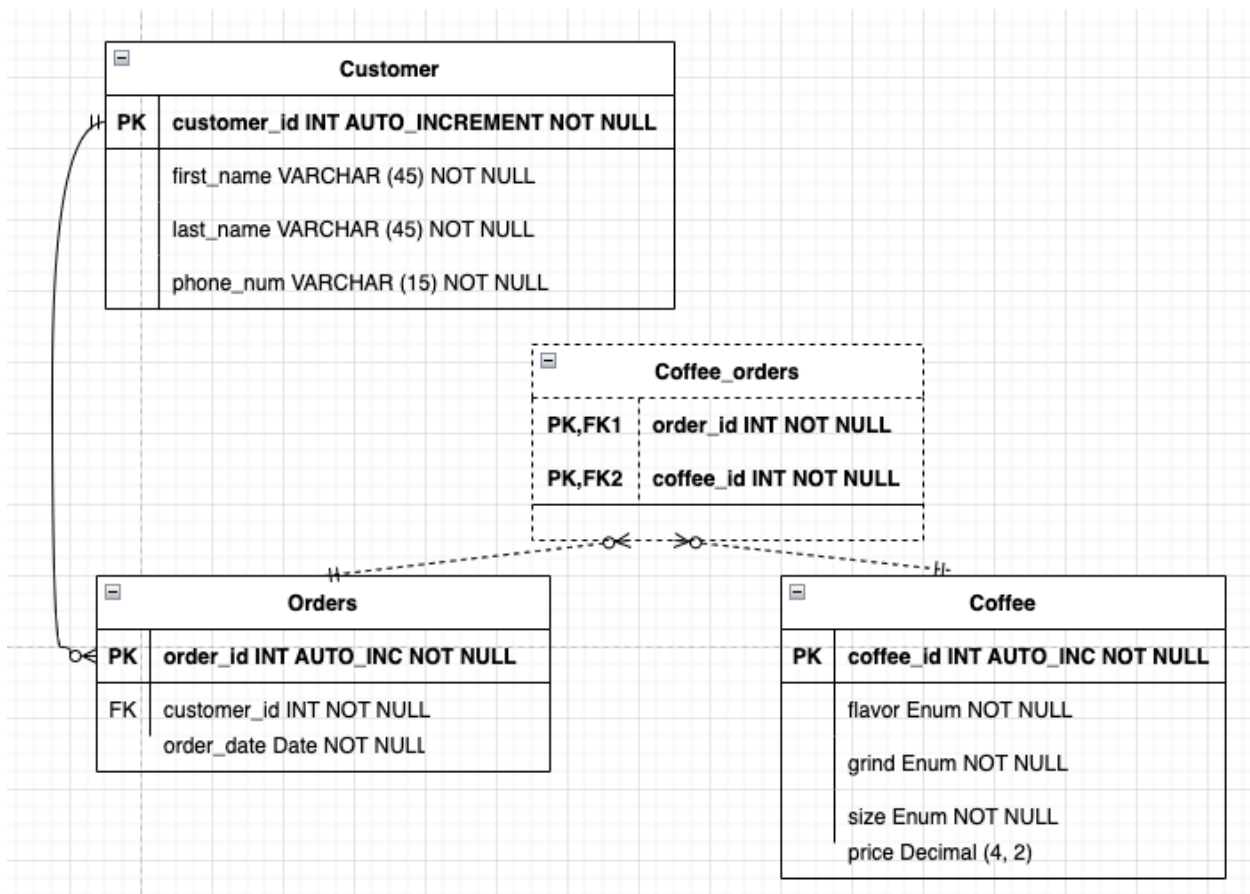 Customer
PK customer_id INT AUTO_INCREMENT NOT NULL
first_name VARCHAR (45) NOT NULL
last_name VARCHAR (45) NOT NULL
phone_num VARCHAR (15) NOT NULL
Coffee_orders
PK,FK1 order_id INT NOT NULL
PK,FK2 coffee_id INT NOT NULL
Orders
PK order_id INT AUTO_INC NOT NULL
FK customer_id INT NOT NULL
order_date Date NOT NULL
Coffee
PK coffee_id INT AUTO_INC NOT NULL
flavor Enum NOT NULL
grind Enum NOT NULL
size Enum NOT NULL
price Decimal (4, 2)